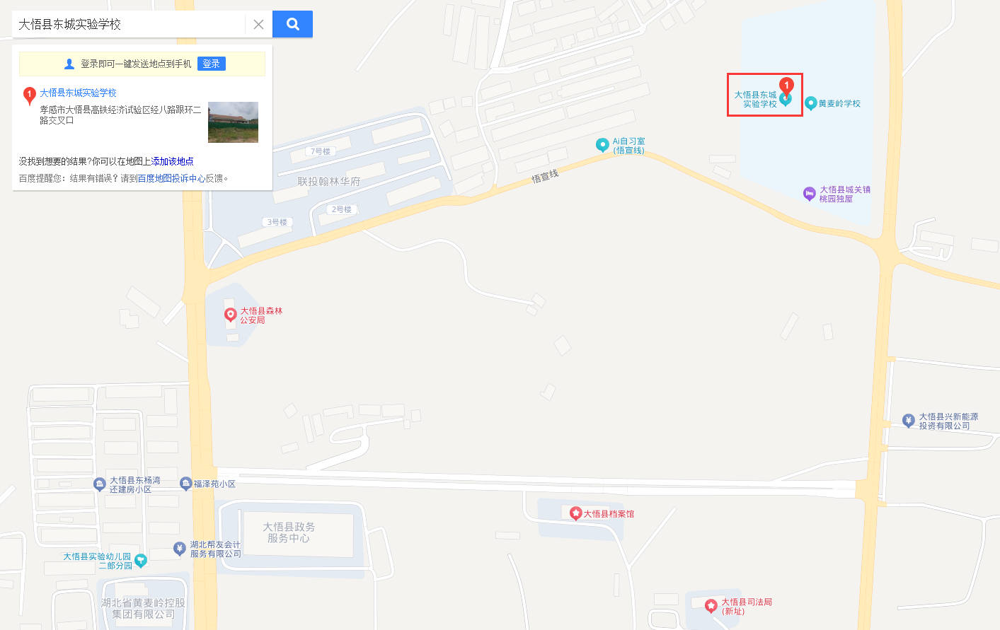 大悟县东城实验学校
登录即可一键发送地点到手机 登录
1
大悟县东城实验学校
孝感市大悟县高铁经济试验区经八路跟环二
路交叉口
没找到想要的结果?你可以在地图上添加该地点
百度提醒您：结果有错误？请到百度地图投诉中心反馈。
1
大悟县东城
实验学校
黄麦岭学校
Ai自习室
(悟宣线)
7号楼
悟宣线
联投翰林华府
大悟县城关镇
桃园独屋
2号楼
3号楼
大悟县森林
公安局
大悟县兴新能源
投资有限公司
大悟县东杨湾
还建房小区
福泽苑小区
大悟县档案馆
大悟县政务
服务中心
湖北帮友会计
服务有限公司
大悟县实验幼儿园
二郎分园
湖北省黄麦岭控股
集团有限公司
大悟县司法局
(新址)